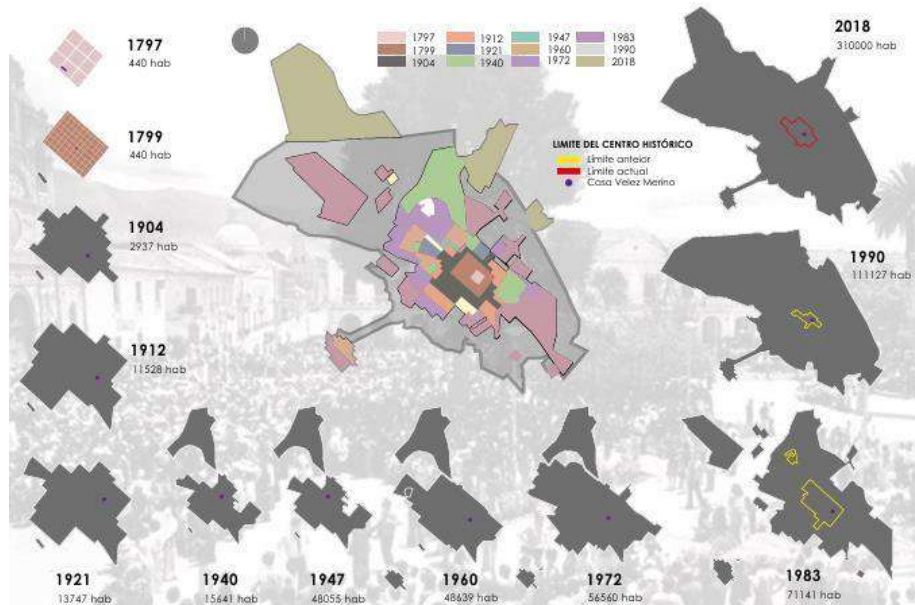 1797
440 hab
1799
440 hab
1904
2937 hab
1912
11528 hab
1921
13747 hab
1940
15641 hab
1947
48055 hab
1960
48639 hab
1972
56560 hab
1983
71141 hab
1990
111127 hab
2018
310000 hab
1797
1799
1904
1912
1921
1940
1947
1960
1972
1983
1990
2018
LIMITE DEL CENTRO HISTÓRICO
Límite anteior
Límite actual
Casa Velez Merino